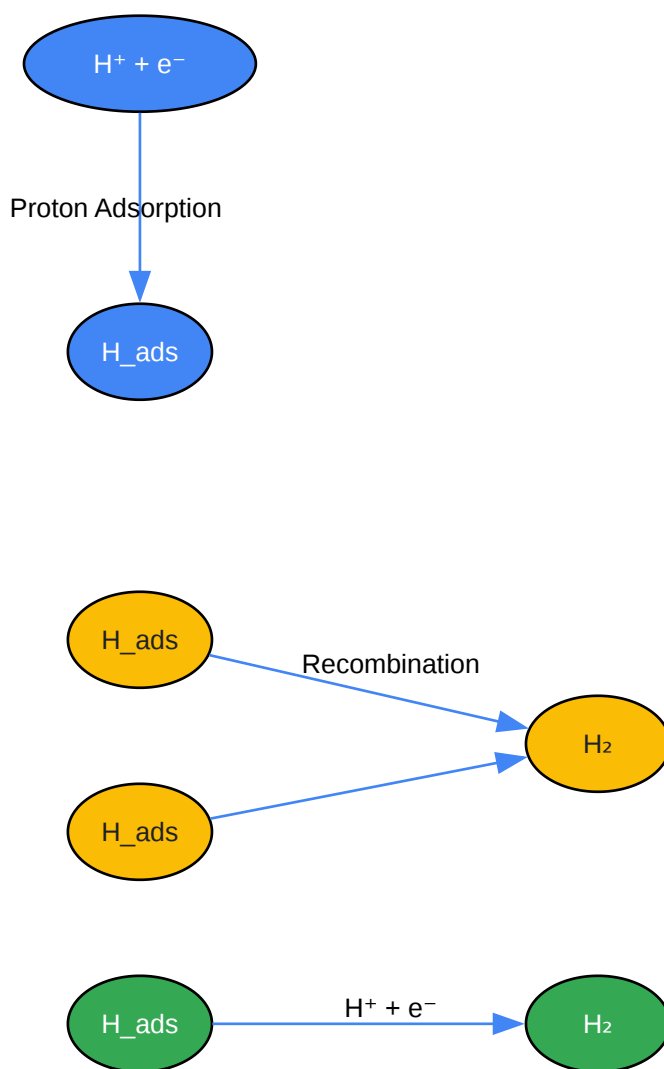 H⁺ + e⁻
Proton Adsorption
H_ads
H_ads
Recombination
H₂
H_ads
H_ads
H⁺ + e⁻
H₂